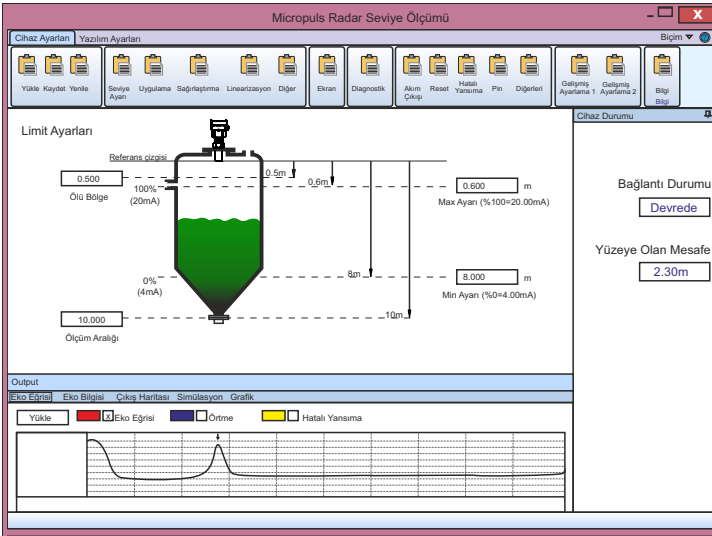 Micropuls Radar Seviye Ölçümü
X
Cihaz Ayarları Yazılım Ayarları
Biçim
Yükle Kaydet Yenile
Seviye Ayarı
Uygulama Sağırlaştırma Linearizasyon Diğer
Ekran
Diagnostik
Akım Çıkışı
Reset
Hatalı Yansıma
Pin
Diğerleri
Gelişmiş Ayarlama 1
Gelişmiş Ayarlama 2
Bilgi
Bilgi
Cihaz Durumu
Limit Ayarları
Referans çizgisi
0.500
Ölü Bölge
0.5m
0.6m
100%
(20mA)
0.600 m
Max Ayarı (%100=20.00mA)
0%
(4mA)
8m
8.000 m
Min Ayarı (%0=4.00mA)
10.000
Ölçüm Aralığı
10m
Bağlantı Durumu
Devrede
Yüzeye Olan Mesafe
2.30m
Output
Eko Eğrisi Eko Bilgisi Çıkış Haritası Simülasyon Grafik
Yükle X Eko Eğrisi Örtme Hatalı Yansıma